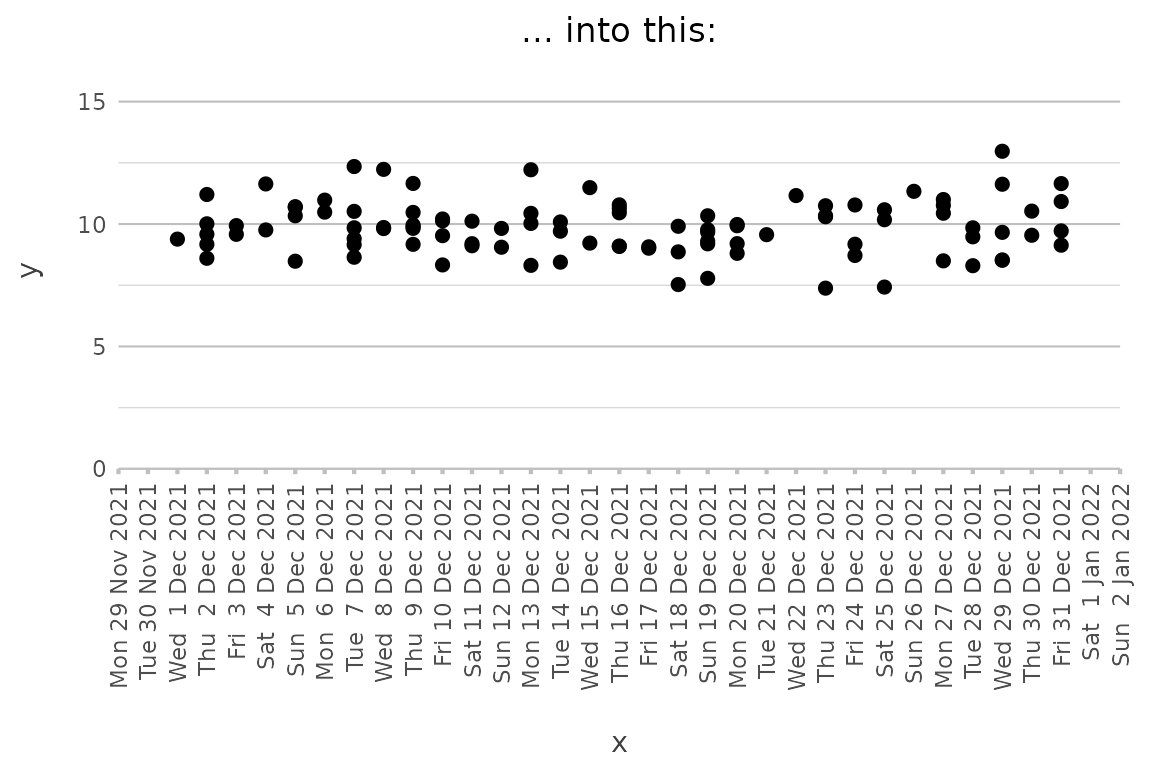 ... into this:
15
10
5
0
y
Mon 29 Nov 2021
Tue 30 Nov 2021
Wed  1 Dec 2021
Thu  2 Dec 2021
Fri  3 Dec 2021
Sat  4 Dec 2021
Sun  5 Dec 2021
Mon  6 Dec 2021
Tue  7 Dec 2021
Wed  8 Dec 2021
Thu  9 Dec 2021
Fri 10 Dec 2021
Sat 11 Dec 2021
Sun 12 Dec 2021
Mon 13 Dec 2021
Tue 14 Dec 2021
Wed 15 Dec 2021
Thu 16 Dec 2021
Fri 17 Dec 2021
Sat 18 Dec 2021
Sun 19 Dec 2021
Mon 20 Dec 2021
Tue 21 Dec 2021
Wed 22 Dec 2021
Thu 23 Dec 2021
Fri 24 Dec 2021
Sat 25 Dec 2021
Sun 26 Dec 2021
Mon 27 Dec 2021
Tue 28 Dec 2021
Wed 29 Dec 2021
Thu 30 Dec 2021
Fri 31 Dec 2021
Sat  1 Jan 2022
Sun  2 Jan 2022
x